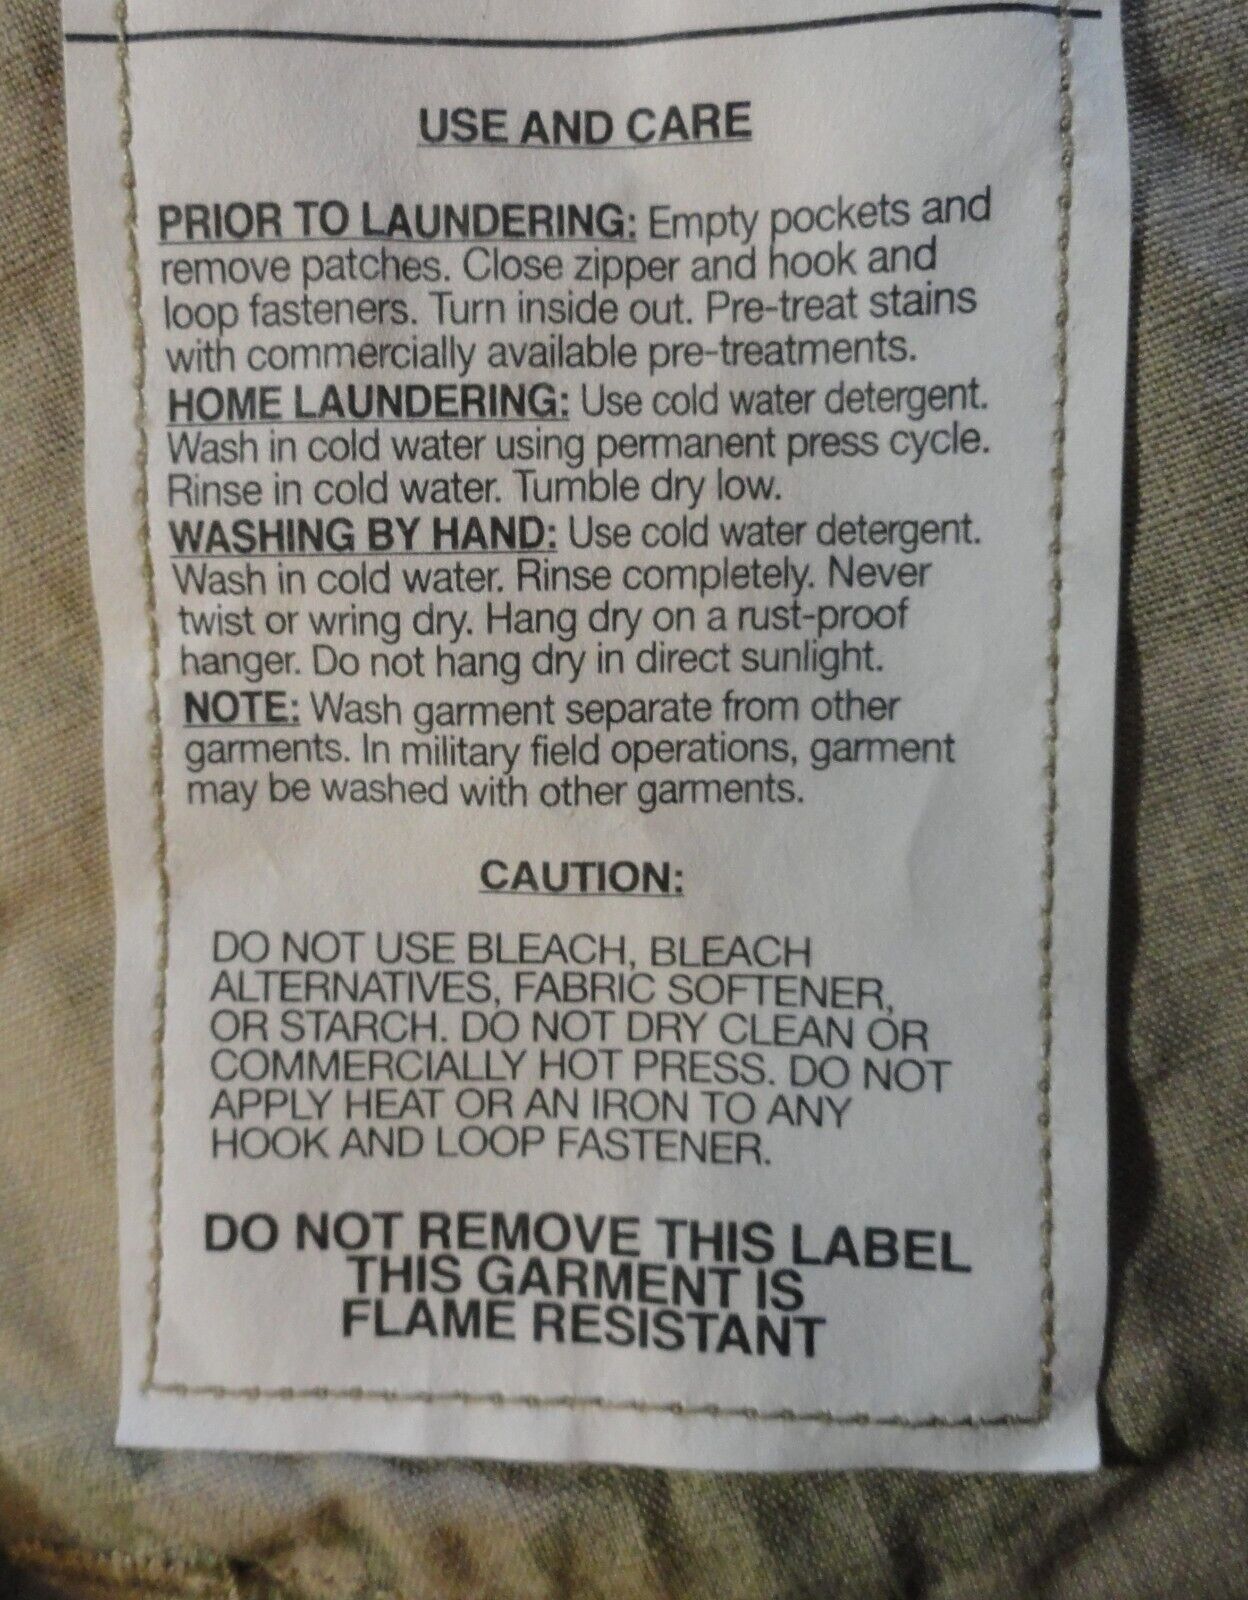 USE AND CARE
PRIOR TO LAUNDERING: Empty pockets and
remove patches. Close zipper and hook and
loop fasteners. Turn inside out. Pre-treat stains
with commercially available pre-treatments.
HOME LAUNDERING: Use cold water detergent.
Wash in cold water using permanent press cycle.
Rinse in cold water. Tumble dry low.
WASHING BY HAND: Use cold water detergent.
Wash in cold water. Rinse completely. Never
twist or wring dry. Hang dry on a rust-proof
hanger. Do not hang dry in direct sunlight.
NOTE: Wash garment separate from other
garments. In military field operations, garment
may be washed with other garments.
CAUTION:
DO NOT USE BLEACH, BLEACH
ALTERNATIVES, FABRIC SOFTENER,
OR STARCH. DO NOT DRY CLEAN OR
COMMERCIALLY HOT PRESS. DO NOT
APPLY HEAT OR AN IRON TO ANY
HOOK AND LOOP FASTENER.
DO NOT REMOVE THIS LABEL
THIS GARMENT IS
FLAME RESISTANT